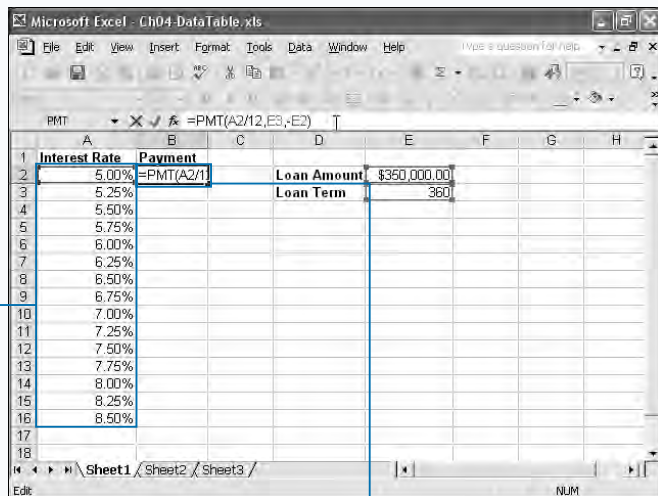 Microsoft Excel - Ch04-DataTable.xls
File Edit View Insert Format Tools Data Window Help Type a question for help
PMT =PMT(A2/12,E3,-E2)
A B C D E F G H
1 Interest Rate Payment
2 5.00% =PMT(A2/12 Loan Amount $350,000.00
3 5.25% Loan Term 360
4 5.50%
5 5.75%
6 6.00%
7 6.25%
8 6.50%
9 6.75%
10 7.00%
11 7.25%
12 7.50%
13 7.75%
14 8.00%
15 8.25%
16 8.50%
17
18
Sheet1 Sheet2 Sheet3
Edit NUM